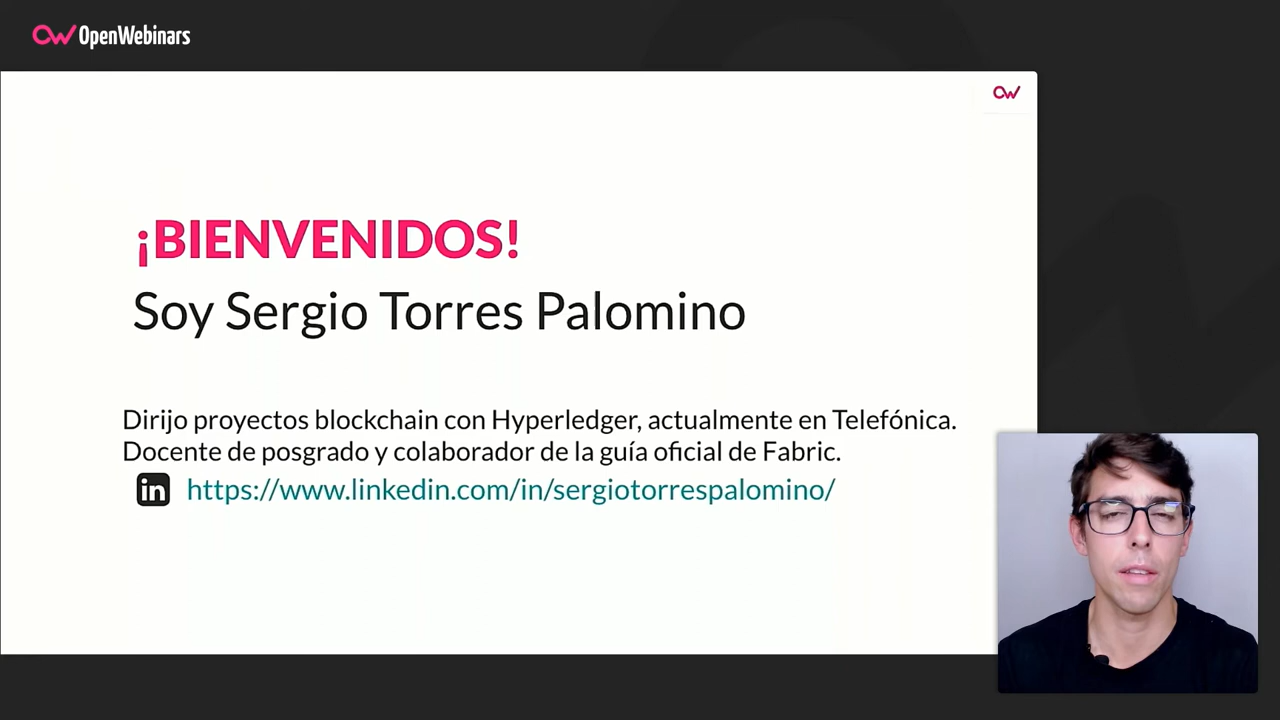 OpenWebinars
¡BIENVENIDOS!
Soy Sergio Torres Palomino
Dirijo proyectos blockchain con Hyperledger, actualmente en Telefónica.
Docente de posgrado y colaborador de la guía oficial de Fabric.
in https://www.linkedin.com/in/sergiotorrespalomino/